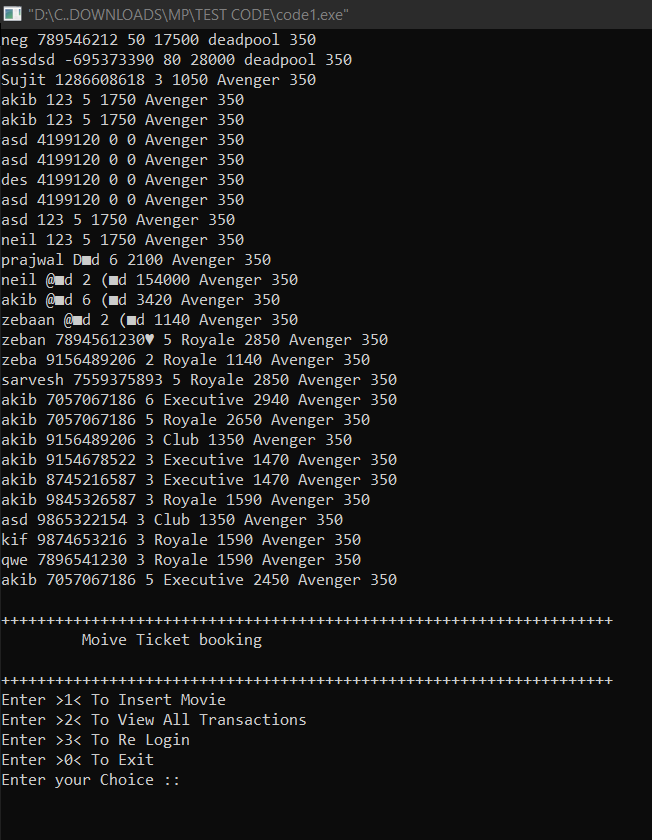 "D:\C..DOWNLOADS\MP\TEST CODE\code1.exe"
neg 789546212 50 17500 deadpool 350
assdsd -695373390 80 28000 deadpool 350
Sujit 1286608618 3 1050 Avenger 350
akib 123 5 1750 Avenger 350
akib 123 5 1750 Avenger 350
asd 4199120 0 0 Avenger 350
asd 4199120 0 0 Avenger 350
des 4199120 0 0 Avenger 350
asd 4199120 0 0 Avenger 350
asd 123 5 1750 Avenger 350
neil 123 5 1750 Avenger 350
prajwal D■d 6 2100 Avenger 350
neil @■d 2 (■d 154000 Avenger 350
akib @■d 6 (■d 3420 Avenger 350
zebaan @■d 2 (■d 1140 Avenger 350
zeban 7894561230♥ 5 Royale 2850 Avenger 350
zeba 9156489206 2 Royale 1140 Avenger 350
sarvesh 7559375893 5 Royale 2850 Avenger 350
akib 7057067186 6 Executive 2940 Avenger 350
akib 7057067186 5 Royale 2650 Avenger 350
akib 9156489206 3 Club 1350 Avenger 350
akib 9154678522 3 Executive 1470 Avenger 350
akib 8745216587 3 Executive 1470 Avenger 350
akib 9845326587 3 Royale 1590 Avenger 350
asd 9865322154 3 Club 1350 Avenger 350
kif 9874653216 3 Royale 1590 Avenger 350
qwe 7896541230 3 Royale 1590 Avenger 350
akib 7057067186 5 Executive 2450 Avenger 350
++++++++++++++++++++++++++++++++++++++++++++++++++++++++++++++++++++
Moive Ticket booking
++++++++++++++++++++++++++++++++++++++++++++++++++++++++++++++++++++
Enter >1< To Insert Movie
Enter >2< To View All Transactions
Enter >3< To Re Login
Enter >0< To Exit
Enter your Choice ::